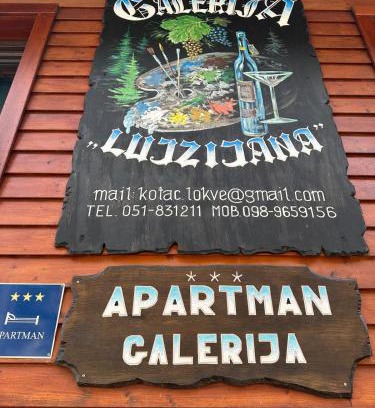 GALERIJA
„LUJZIJANA"
mail: kotac.lokve@gmail.com
TEL. 051-831211 MOB. 098-9659156
* * *
APARTMAN
GALERIJA
★★★
APARTMAN